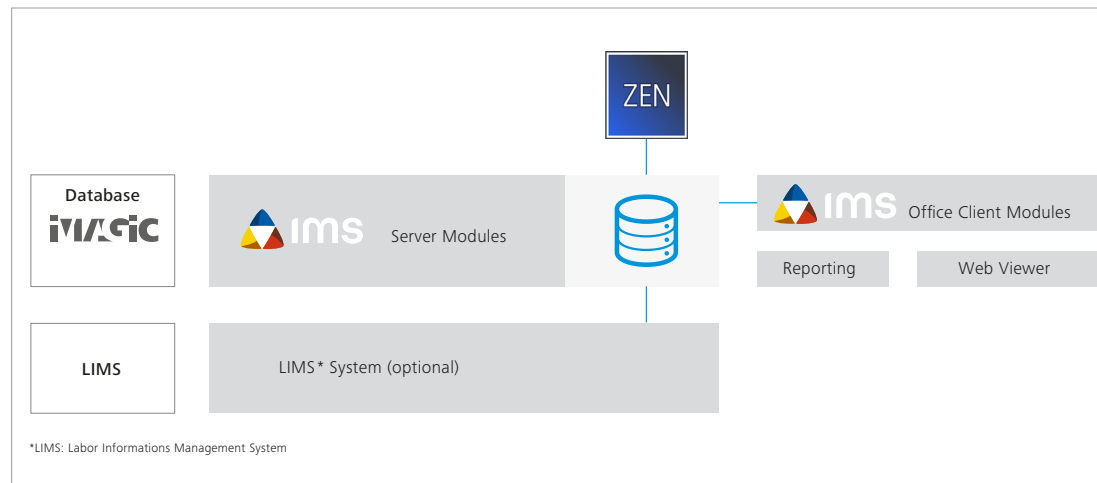 ZEN
Database
iMAGiC
ims
Server Modules
ims
Office Client Modules
Reporting
Web Viewer
LIMS
LIMS* System (optional)
*LIMS: Labor Informations Management System